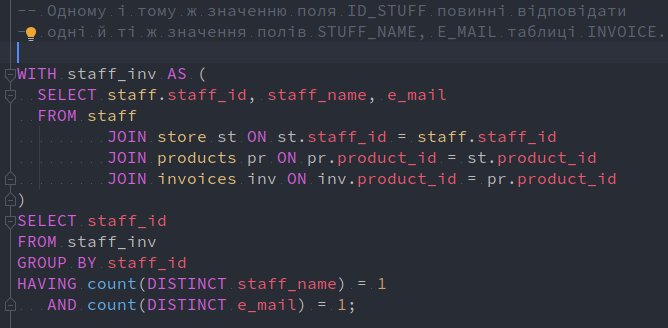 -- Одному і тому ж значенню поля ID_STUFF повинні відповідати
одні й ті ж значення полів STUFF_NAME, E_MAIL таблиці INVOICE.
WITH staff_inv AS (
SELECT staff.staff_id, staff_name, e_mail
FROM staff
JOIN store st ON st.staff_id = staff.staff_id
JOIN products pr ON pr.product_id = st.product_id
JOIN invoices inv ON inv.product_id = pr.product_id
)
SELECT staff_id
FROM staff_inv
GROUP BY staff_id
HAVING count(DISTINCT staff_name) = 1
AND count(DISTINCT e_mail) = 1;